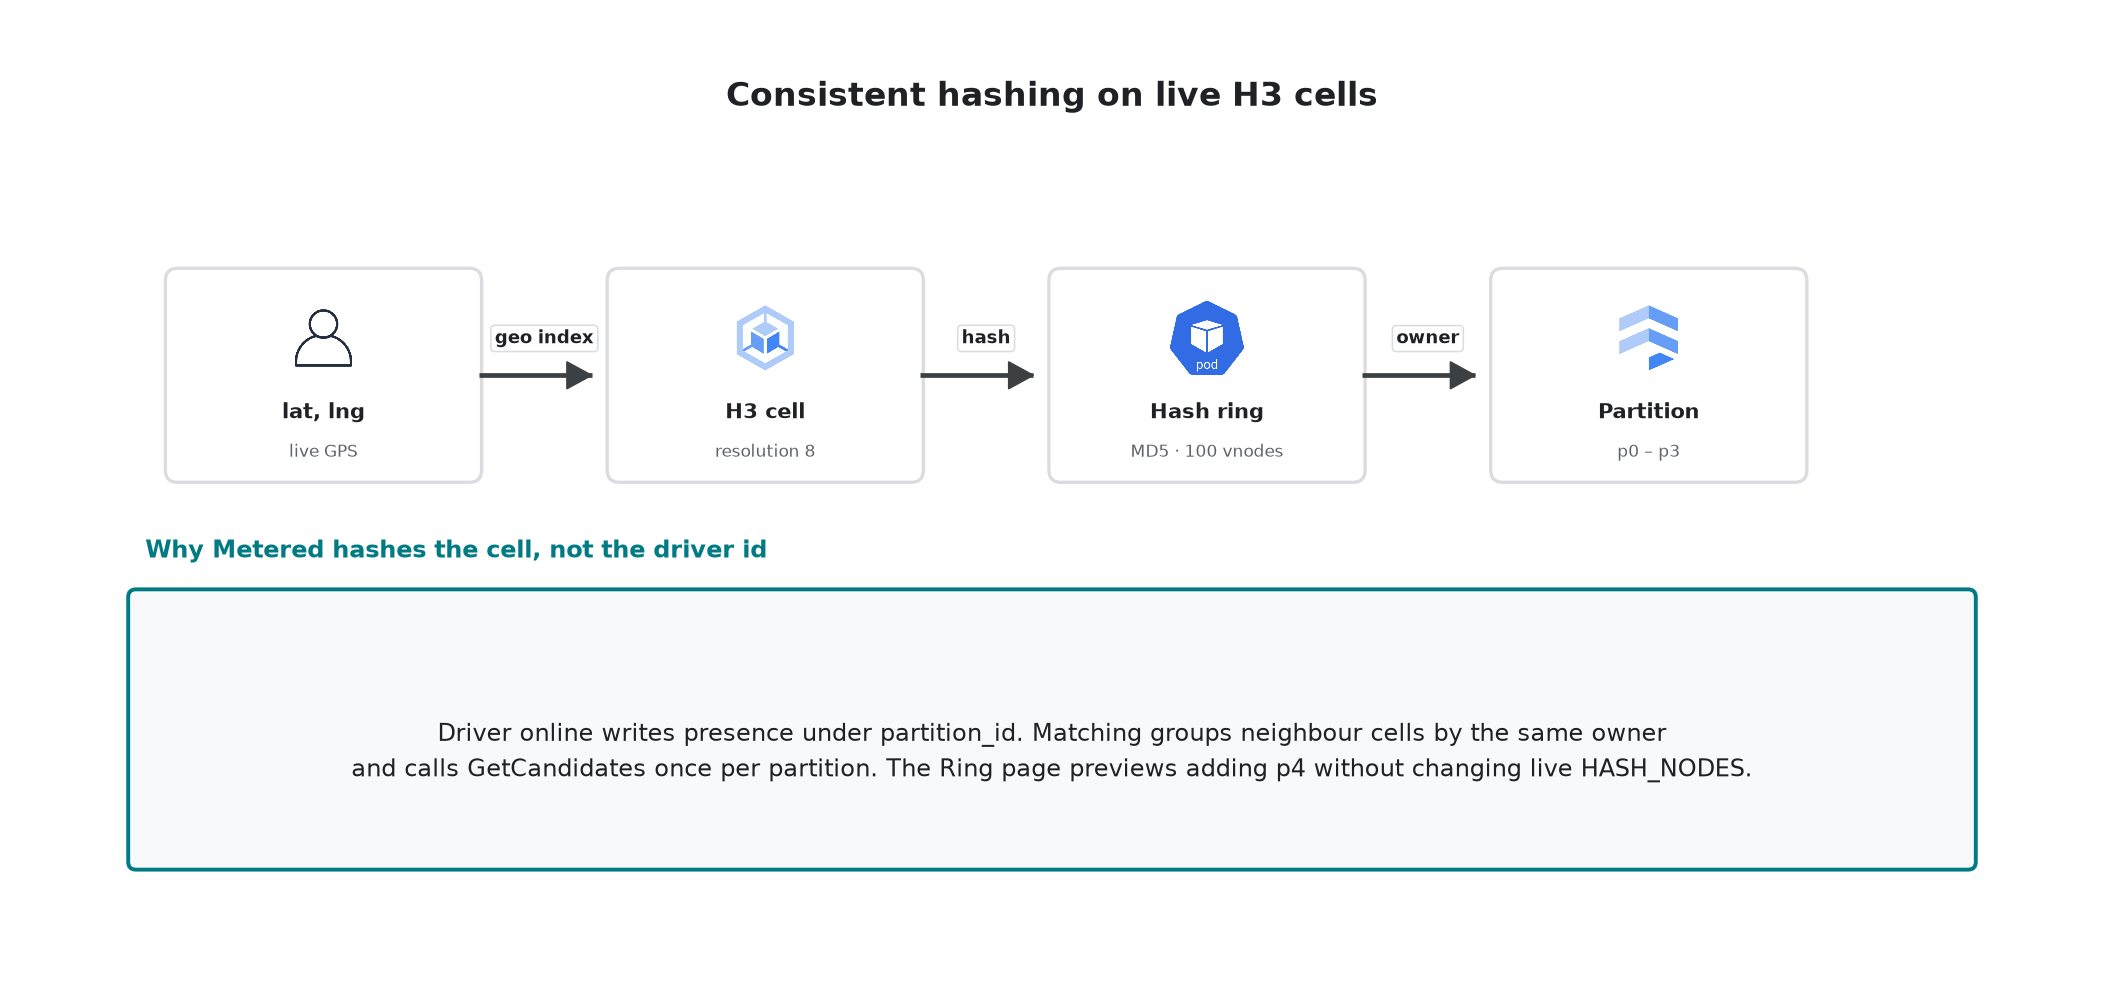 Consistent hashing on live H3 cells
geo index
hash
owner
pod
lat, lng
H3 cell
Hash ring
Partition
live GPS
resolution 8
MD5 · 100 vnodes
p0 – p3
Why Metered hashes the cell, not the driver id
Driver online writes presence under partition_id. Matching groups neighbour cells by the same owner
and calls GetCandidates once per partition. The Ring page previews adding p4 without changing live HASH_NODES.